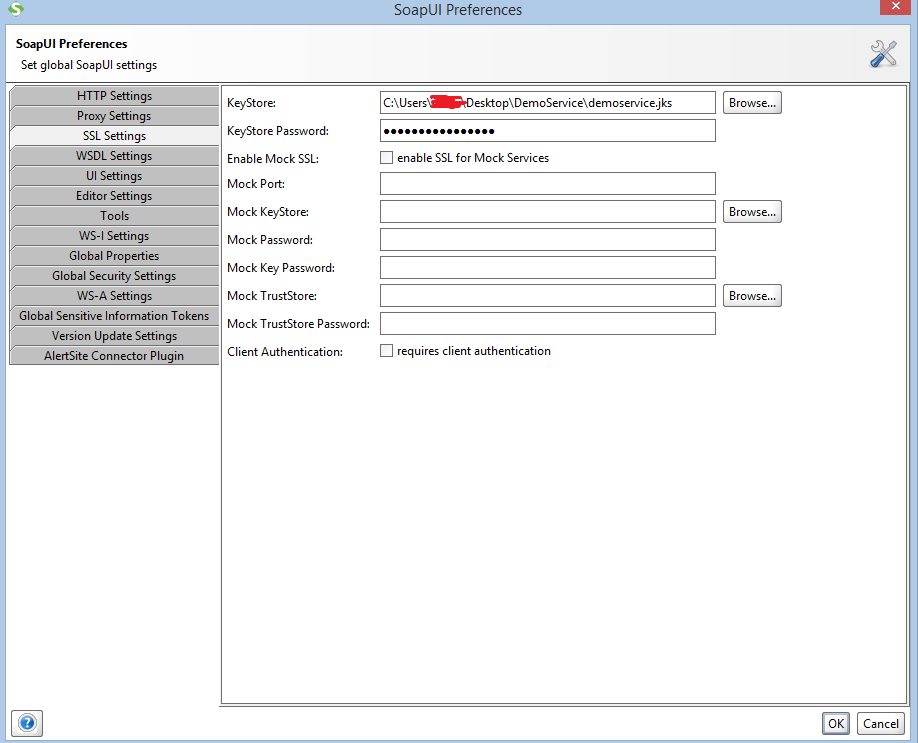 SoapUI Preferences
SoapUI Preferences
Set global SoapUI settings
HTTP Settings
Proxy Settings
SSL Settings
WSDL Settings
UI Settings
Editor Settings
Tools
WS-I Settings
Global Properties
Global Security Settings
WS-A Settings
Global Sensitive Information Tokens
Version Update Settings
AlertSite Connector Plugin
KeyStore: C:\Users\ Desktop\DemoService\demoservice.jks Browse...
KeyStore Password: ●●●●●●●●●●●●●●●●
Enable Mock SSL: enable SSL for Mock Services
Mock Port:
Mock KeyStore: Browse...
Mock Password:
Mock Key Password:
Mock TrustStore: Browse...
Mock TrustStore Password:
Client Authentication: requires client authentication
OK Cancel